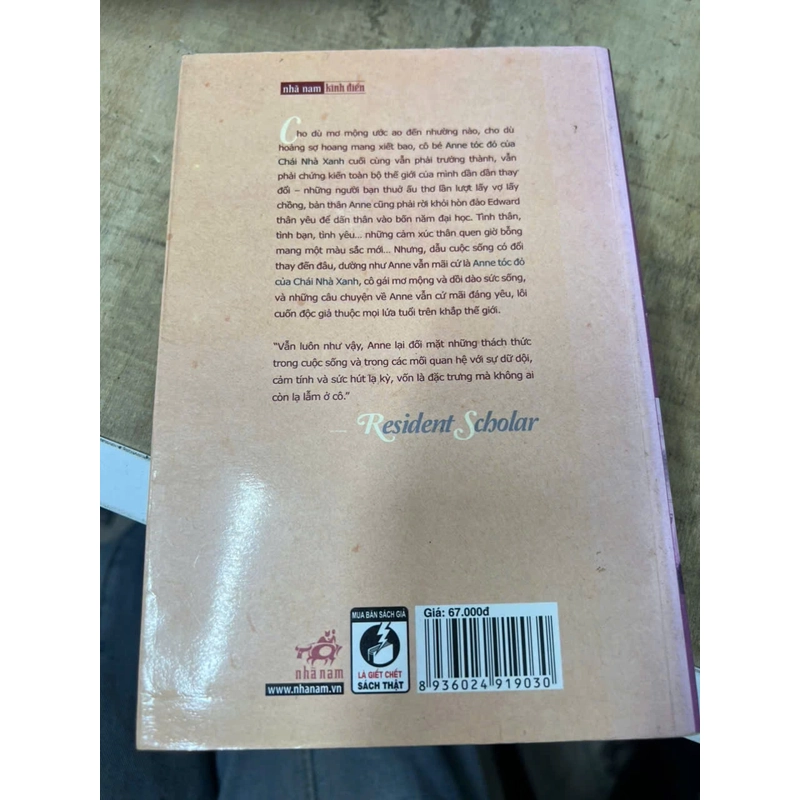 nhã nam kinh điển
Cho dù mơ mộng ước ao đến nhường nào, cho dù
hoảng sợ hoang mang xiết bao, cô bé Anne tóc đỏ của
Chái Nhà Xanh cuối cùng vẫn phải trưởng thành, vẫn
phải chứng kiến toàn bộ thế giới của mình dần dần thay
đổi – những người bạn thuở ấu thơ lần lượt lấy vợ lấy
chồng, bản thân Anne cũng phải rời khỏi hòn đảo Edward
thân yêu để dấn thân vào bốn năm đại học. Tình thân,
tình bạn, tình yêu... những cảm xúc thân quen giờ bỗng
mang một màu sắc mới... Nhưng, dẫu cuộc sống có đổi
thay đến đâu, dường như Anne vẫn mãi cứ là Anne tóc đỏ
của Chái Nhà Xanh, cô gái mơ mộng và dồi dào sức sống,
và những câu chuyện về Anne vẫn cứ mãi đáng yêu, lôi
cuốn độc giả thuộc mọi lứa tuổi trên khắp thế giới.
"Vẫn luôn như vậy, Anne lại đối mặt những thách thức
trong cuộc sống và trong các mối quan hệ với sự dữ dội,
cảm tính và sức hút lạ kỳ, vốn là đặc trưng mà không ai
còn lạ lẫm ở cô."
Resident Scholar
nhã nam
www.nhanam.vn
MUA BÁN SÁCH GIẢ
LÀ GIẾT CHẾT
SÁCH THẬT
Giá: 67.000đ
8 936024 919030